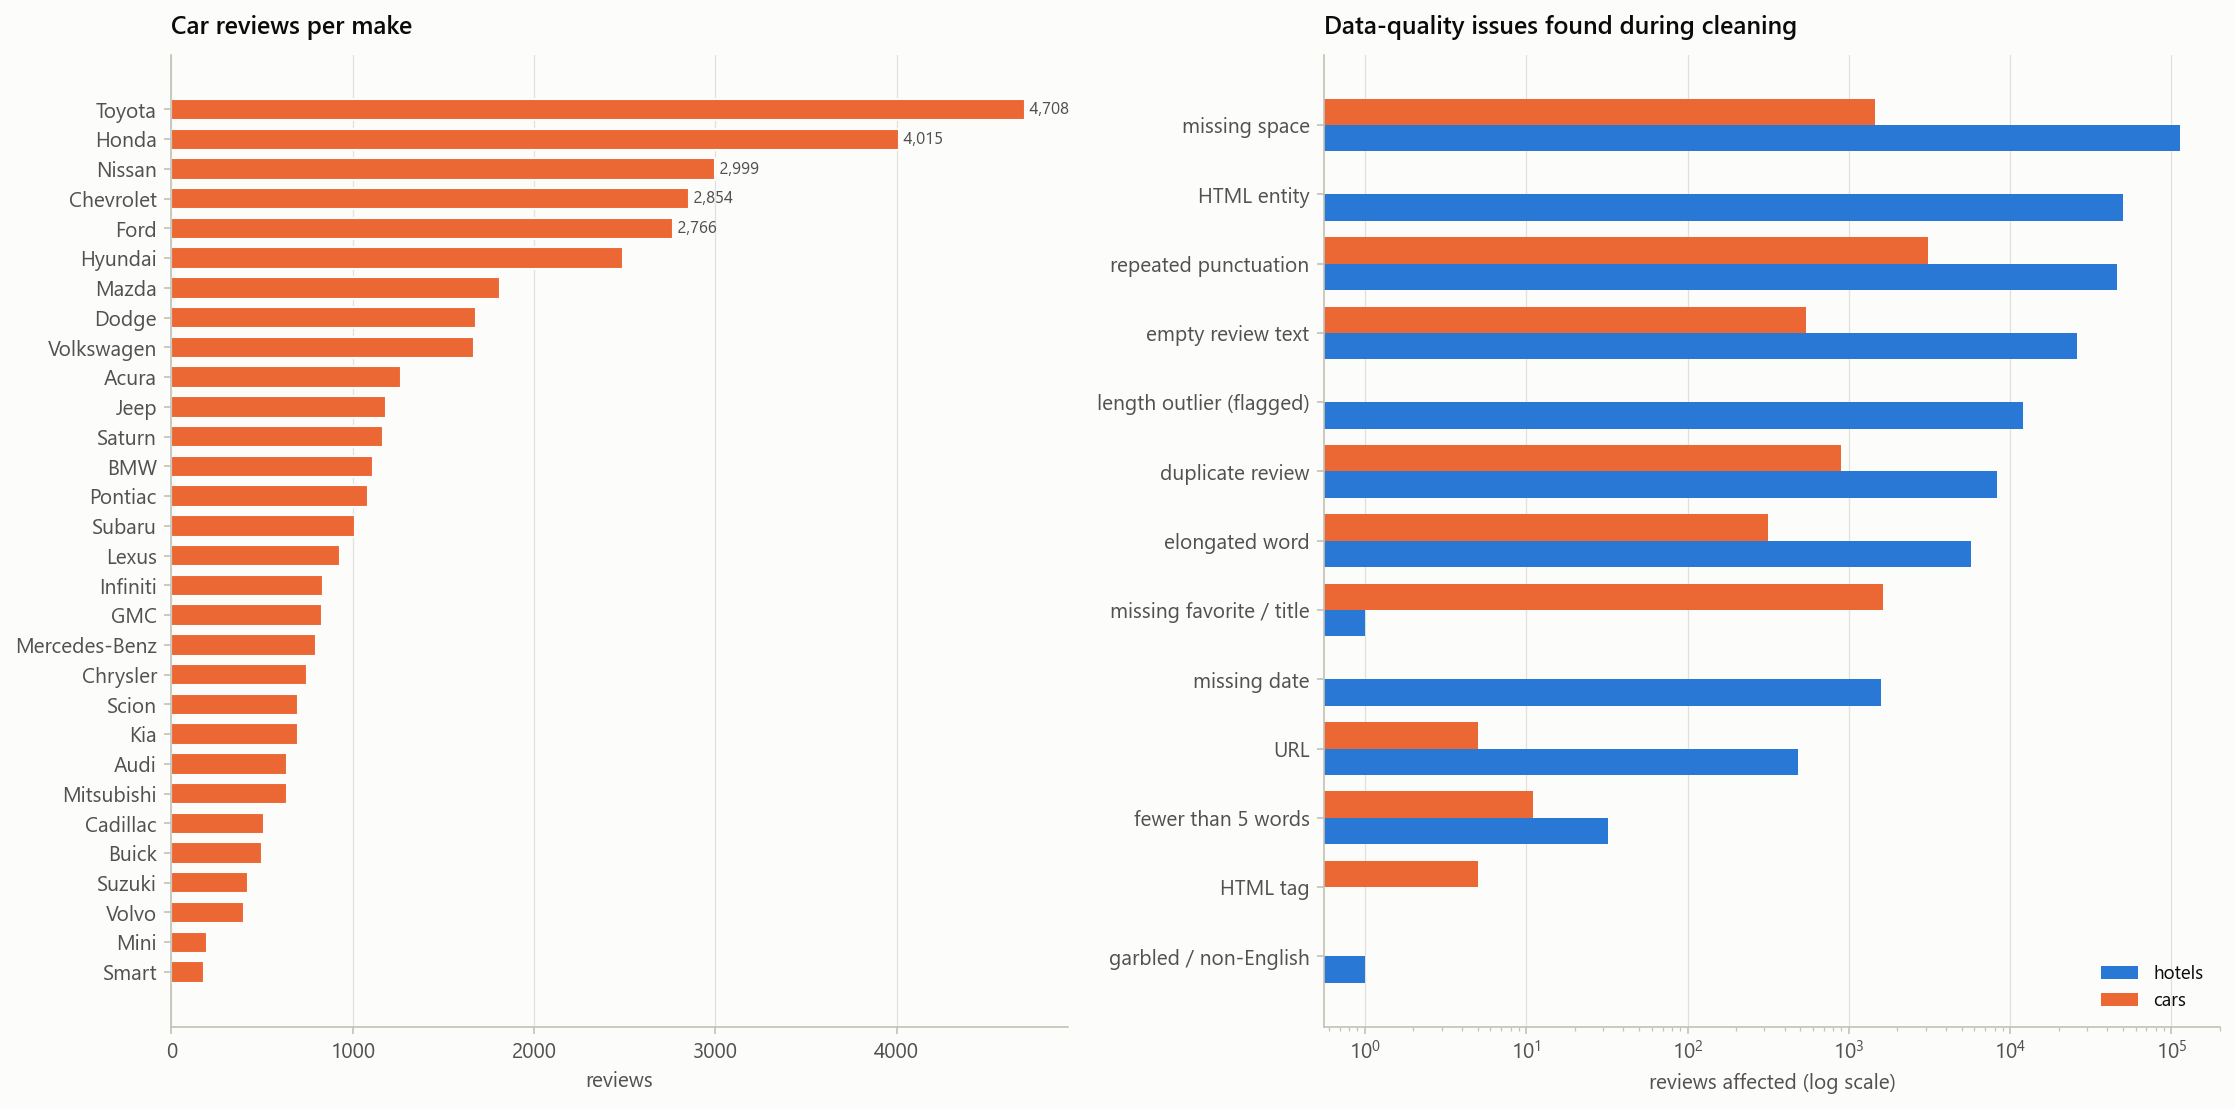 Car reviews per make
Toyota 4,708
Honda 4,015
Nissan 2,999
Chevrolet 2,854
Ford 2,766
Hyundai
Mazda
Dodge
Volkswagen
Acura
Jeep
Saturn
BMW
Pontiac
Subaru
Lexus
Infiniti
GMC
Mercedes-Benz
Chrysler
Scion
Kia
Audi
Mitsubishi
Cadillac
Buick
Suzuki
Volvo
Mini
Smart
0 1000 2000 3000 4000
reviews
Data-quality issues found during cleaning
missing space
HTML entity
repeated punctuation
empty review text
length outlier (flagged)
duplicate review
elongated word
missing favorite / title
missing date
URL
fewer than 5 words
HTML tag
garbled / non-English
hotels
cars
10⁰ 10¹ 10² 10³ 10⁴ 10⁵
reviews affected (log scale)